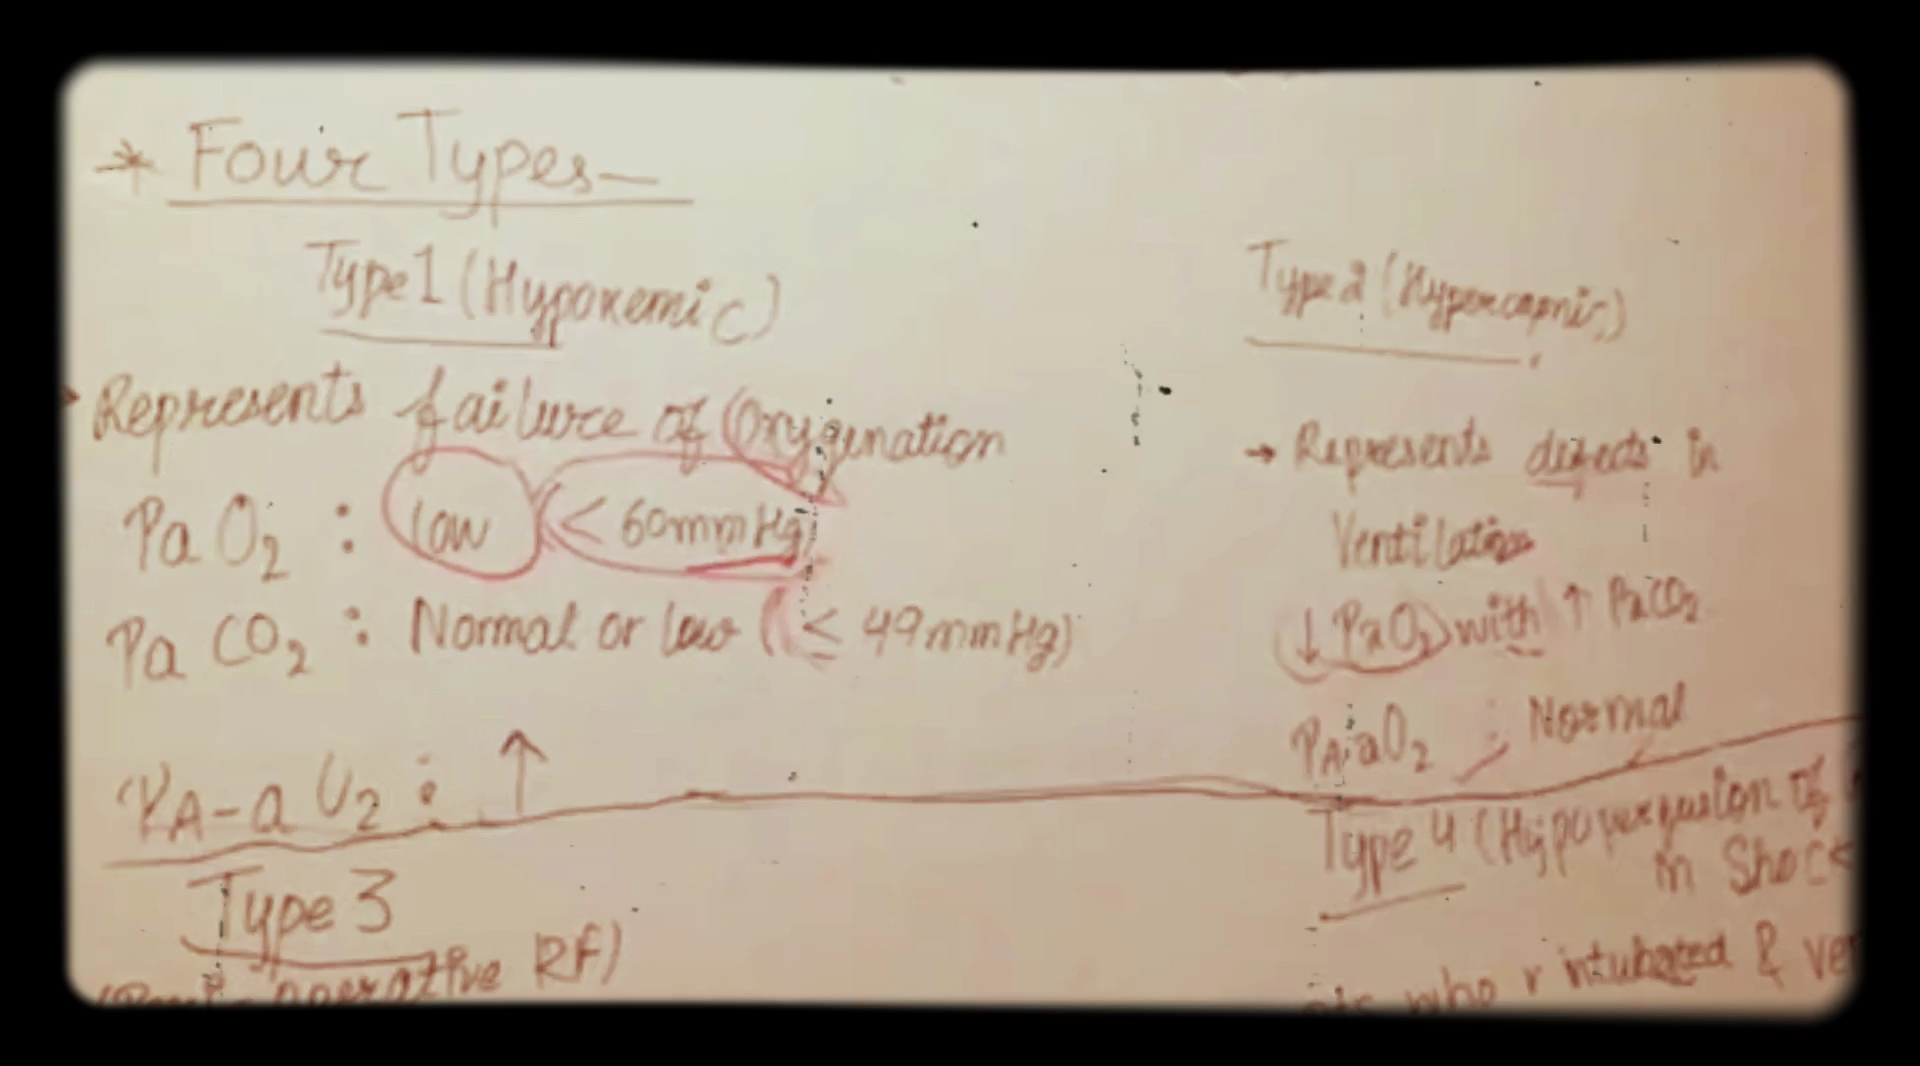 * Four Types—
Type 1 (Hypoxemic)
Represents failure of Oxygenation
PaO2 : low (< 60mmHg)
PaCO2 : Normal or low (≤ 49mmHg)
PA-aO2 : ↑
Type 2 (Hypercapnic)
→ Represents defects in
Ventilation
↓ PaO2 with ↑ PaCO2
PA-aO2 : Normal
Type 3
(Post-operative RF)
Type 4 (Hypoperfusion of
in Shock
who r intubated &